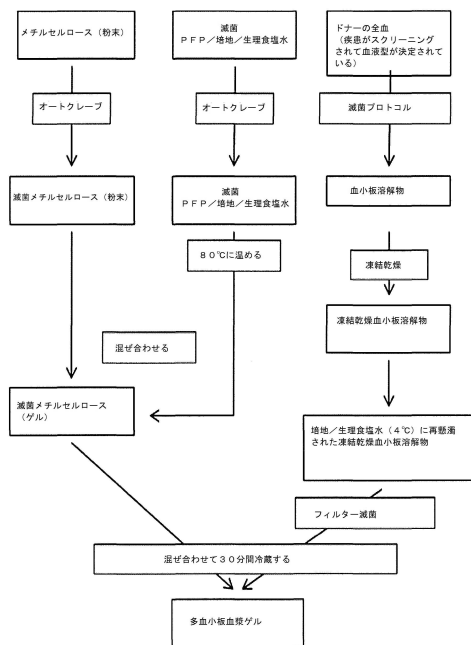 メチルセルロース（粉末）
滅菌
ＰＦＰ／培地／生理食塩水
ドナーの全血
（疾患がスクリーニング
されて血液型が決定されて
いる）
オートクレーブ
オートクレーブ
滅菌プロトコル
滅菌メチルセルロース（粉末）
滅菌
ＰＦＰ／培地／生理食塩水
血小板溶解物
８０℃に温める
凍結乾燥
混ぜ合わせる
凍結乾燥血小板溶解物
滅菌メチルセルロース
（ゲル）
培地／生理食塩水（４℃）に再懸濁
された凍結乾燥血小板溶解物
フィルター滅菌
混ぜ合わせて３０分間冷蔵する
多血小板血漿ゲル